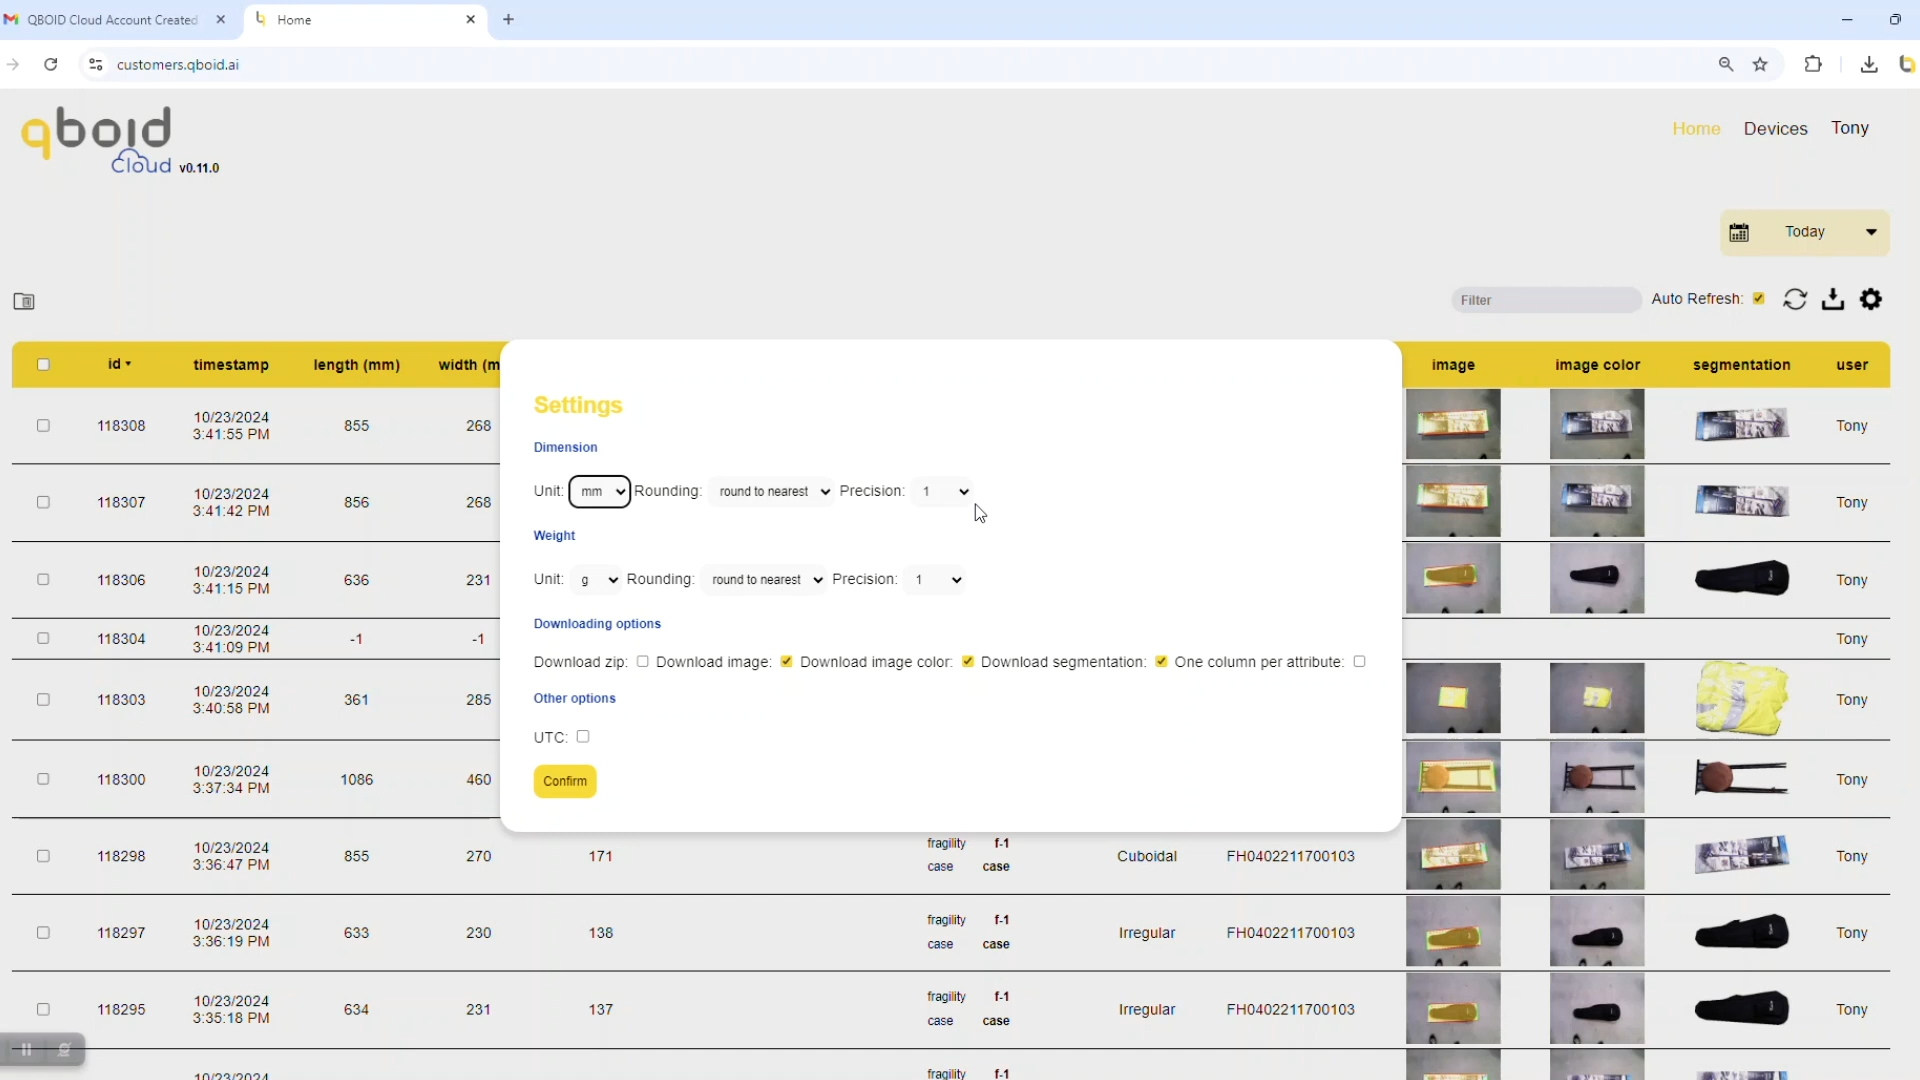 QBOID Cloud Account Created
Home
customers.qboid.ai
qboid
Cloud v0.11.0
Home Devices Tony
Today
Filter Auto Refresh:
id timestamp length (mm) width (m image image color segmentation user
118308 10/23/2024 3:41:55 PM 855 268 Tony
118307 10/23/2024 3:41:42 PM 856 268 Tony
118306 10/23/2024 3:41:15 PM 636 231 Tony
118304 10/23/2024 3:41:09 PM -1 -1 Tony
118303 10/23/2024 3:40:58 PM 361 285 Tony
118300 10/23/2024 3:37:34 PM 1086 460 Tony
Settings
Dimension
Unit: mm Rounding: round to nearest Precision: 1
Weight
Unit: g Rounding: round to nearest Precision: 1
Downloading options
Download zip: Download image: Download image color: Download segmentation: One column per attribute:
Other options
UTC:
Confirm
118298 10/23/2024 3:36:47 PM 855 270 171 fragility f-1 case case Cuboidal FH0402211700103 Tony
118297 10/23/2024 3:36:19 PM 633 230 138 fragility f-1 case case Irregular FH0402211700103 Tony
118295 10/23/2024 3:35:18 PM 634 231 137 fragility f-1 case case Irregular FH0402211700103 Tony
10/23/2024 fragility f-1